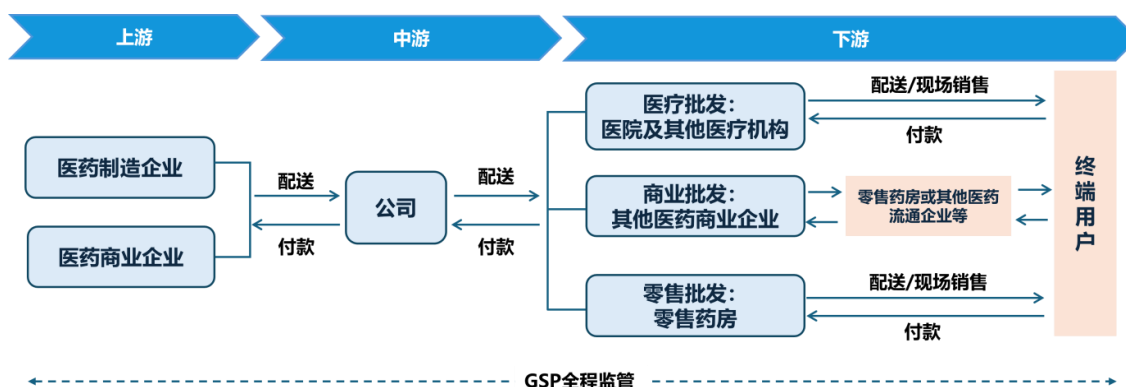 上游
中游
下游
医药制造企业
医药商业企业
配送
付款
公司
配送
付款
医疗批发：
医院及其他医疗机构
配送/现场销售
付款
商业批发：
其他医药商业企业
零售药房或其他医药
流通企业等
零售批发：
零售药房
配送/现场销售
付款
终端用户
GSP全程监管